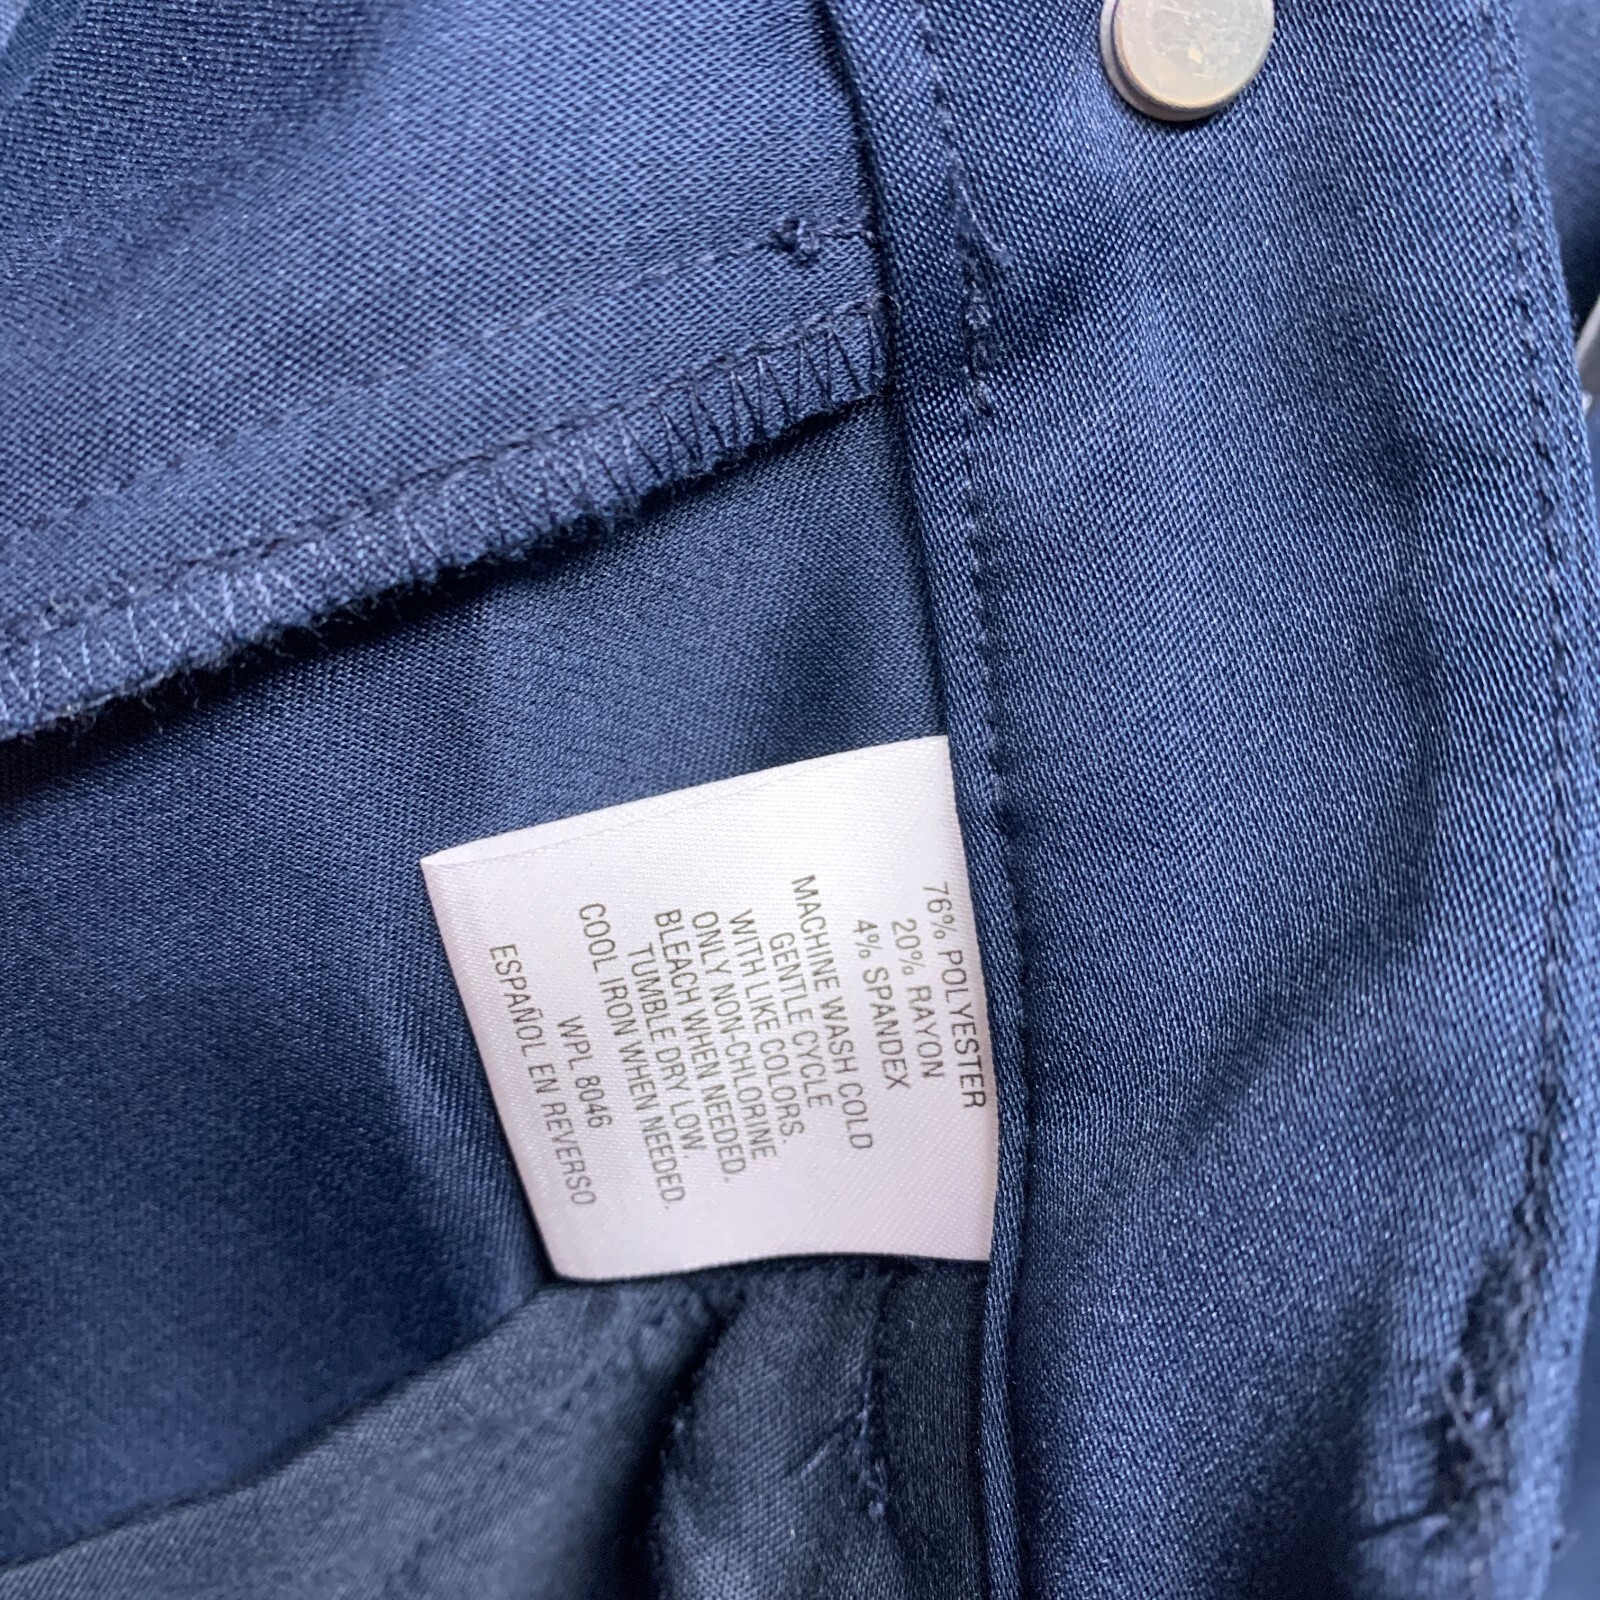 76% POLYESTER
20% RAYON
4% SPANDEX
MACHINE WASH COLD
GENTLE CYCLE
WITH LIKE COLORS.
ONLY NON-CHLORINE
BLEACH WHEN NEEDED.
TUMBLE DRY LOW.
COOL IRON WHEN NEEDED.
WPL 8046
ESPAÑOL EN REVERSO